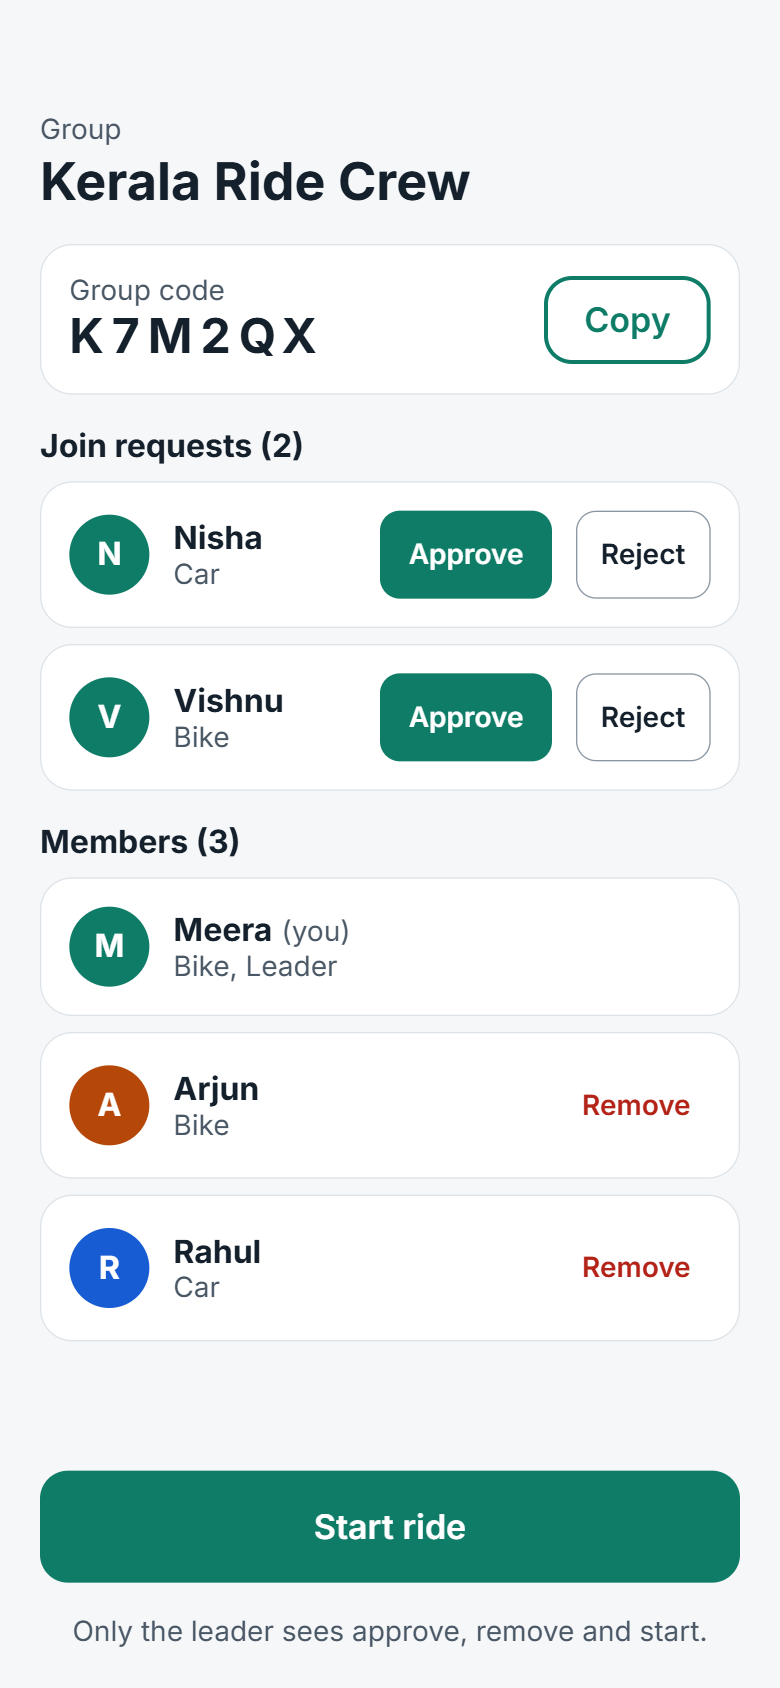 Group
Kerala Ride Crew
Group code
K7M2QX
Copy
Join requests (2)
N
Nisha
Car
Approve
Reject
V
Vishnu
Bike
Approve
Reject
Members (3)
M
Meera (you)
Bike, Leader
A
Arjun
Bike
Remove
R
Rahul
Car
Remove
Start ride
Only the leader sees approve, remove and start.